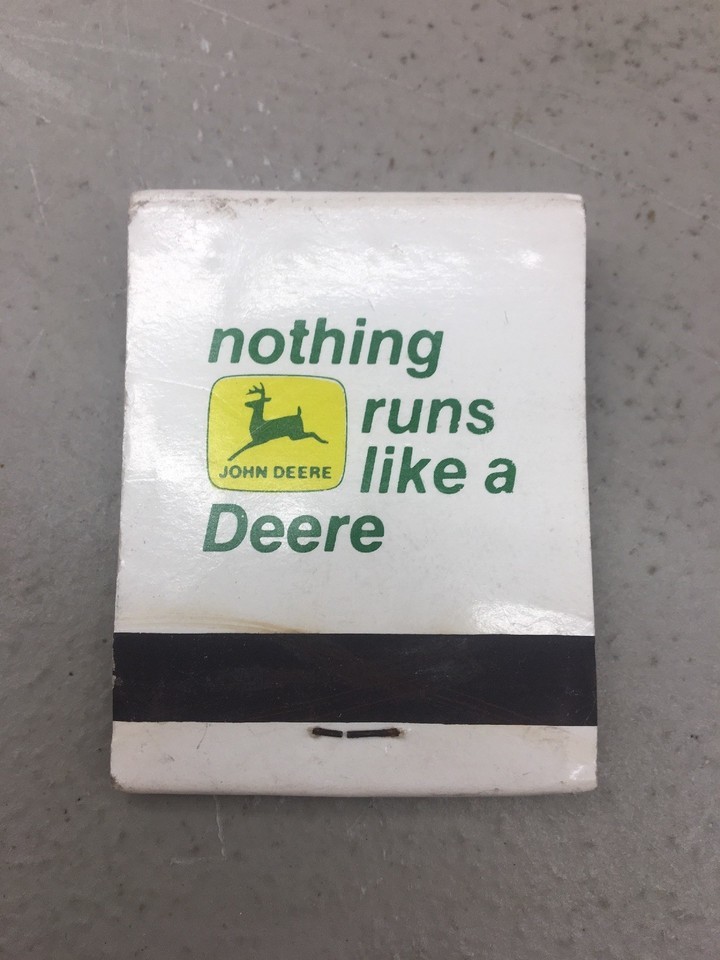 nothing
JOHN DEERE
runs
like a
Deere